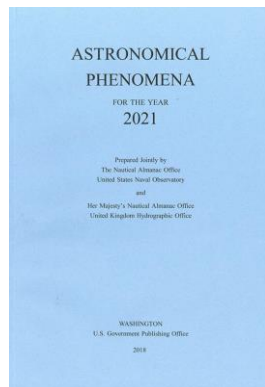 ASTRONOMICAL
PHENOMENA
FOR THE YEAR
2021
Prepared Jointly by
The Nautical Almanac Office
United States Naval Observatory
and
Her Majesty's Nautical Almanac Office
United Kingdom Hydrographic Office
WASHINGTON
U.S. Government Publishing Office
2018